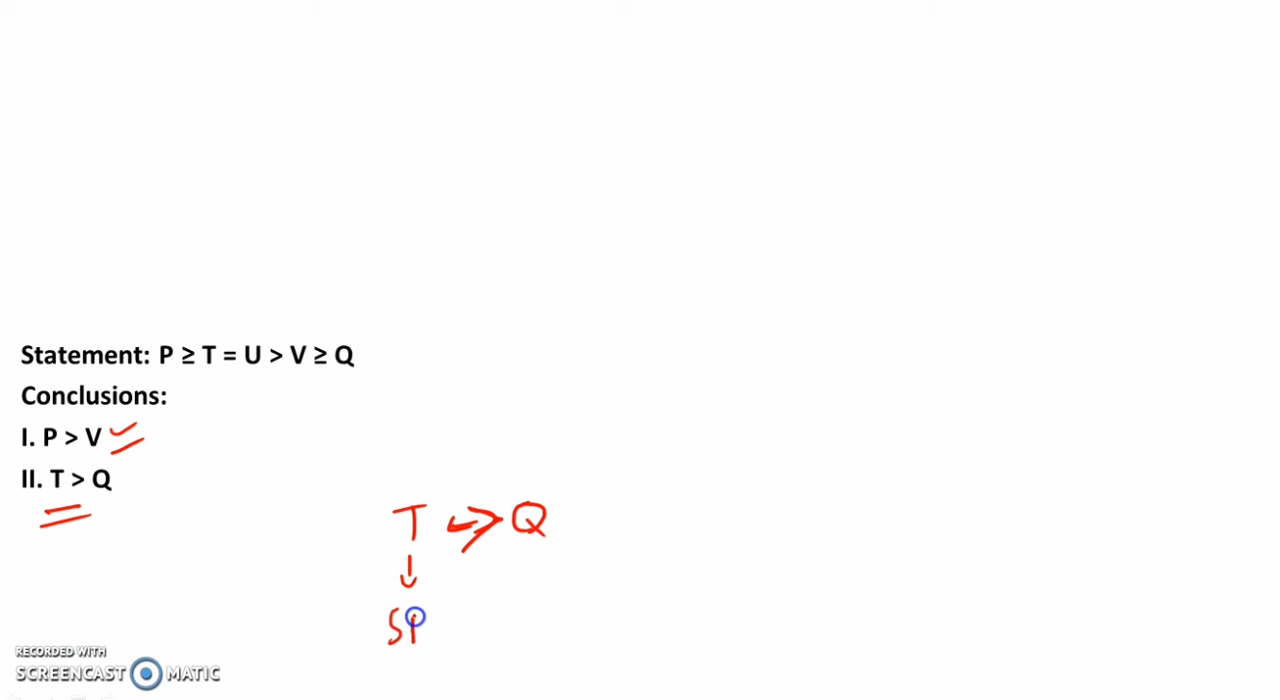 Statement: P ≥ T = U > V ≥ Q
Conclusions:
I. P > V
II. T > Q
T > Q
SP
RECORDED WITH
SCREENCAST MATIC